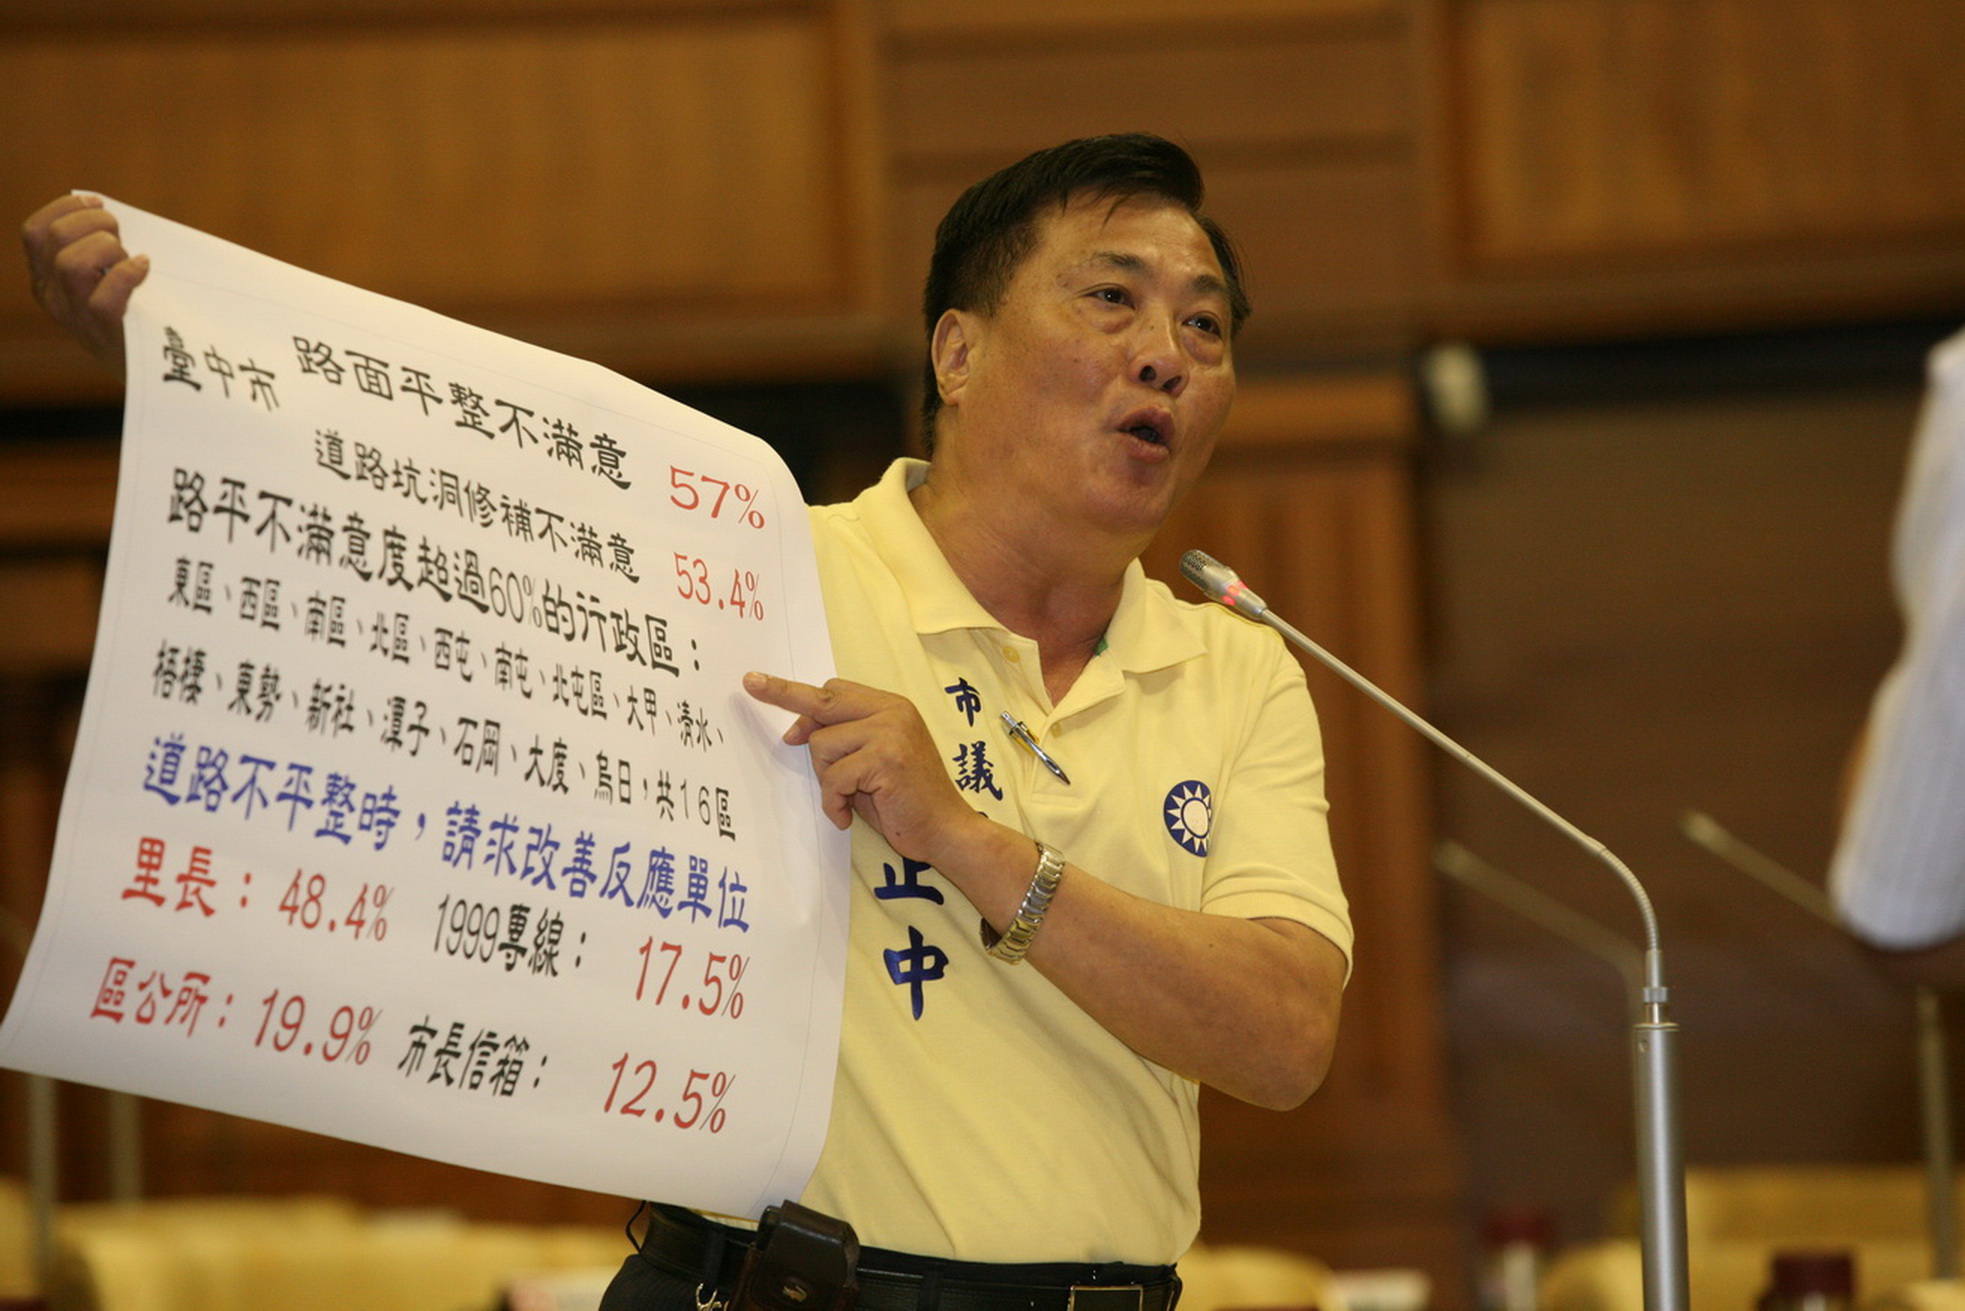 臺中市 路面平整不滿意 57%
道路坑洞修補不滿意 53.4%
路平不滿意度超過60%的行政區：
東區、西區、南區、北區、西屯、南屯、北屯區、大甲、清水、
梧棲、東勢、新社、潭子、石岡、大度、烏日，共16區
道路不平整時，請求改善反應單位
里長：48.4% 1999專線：17.5%
區公所：19.9% 市長信箱：12.5%
市議
正中